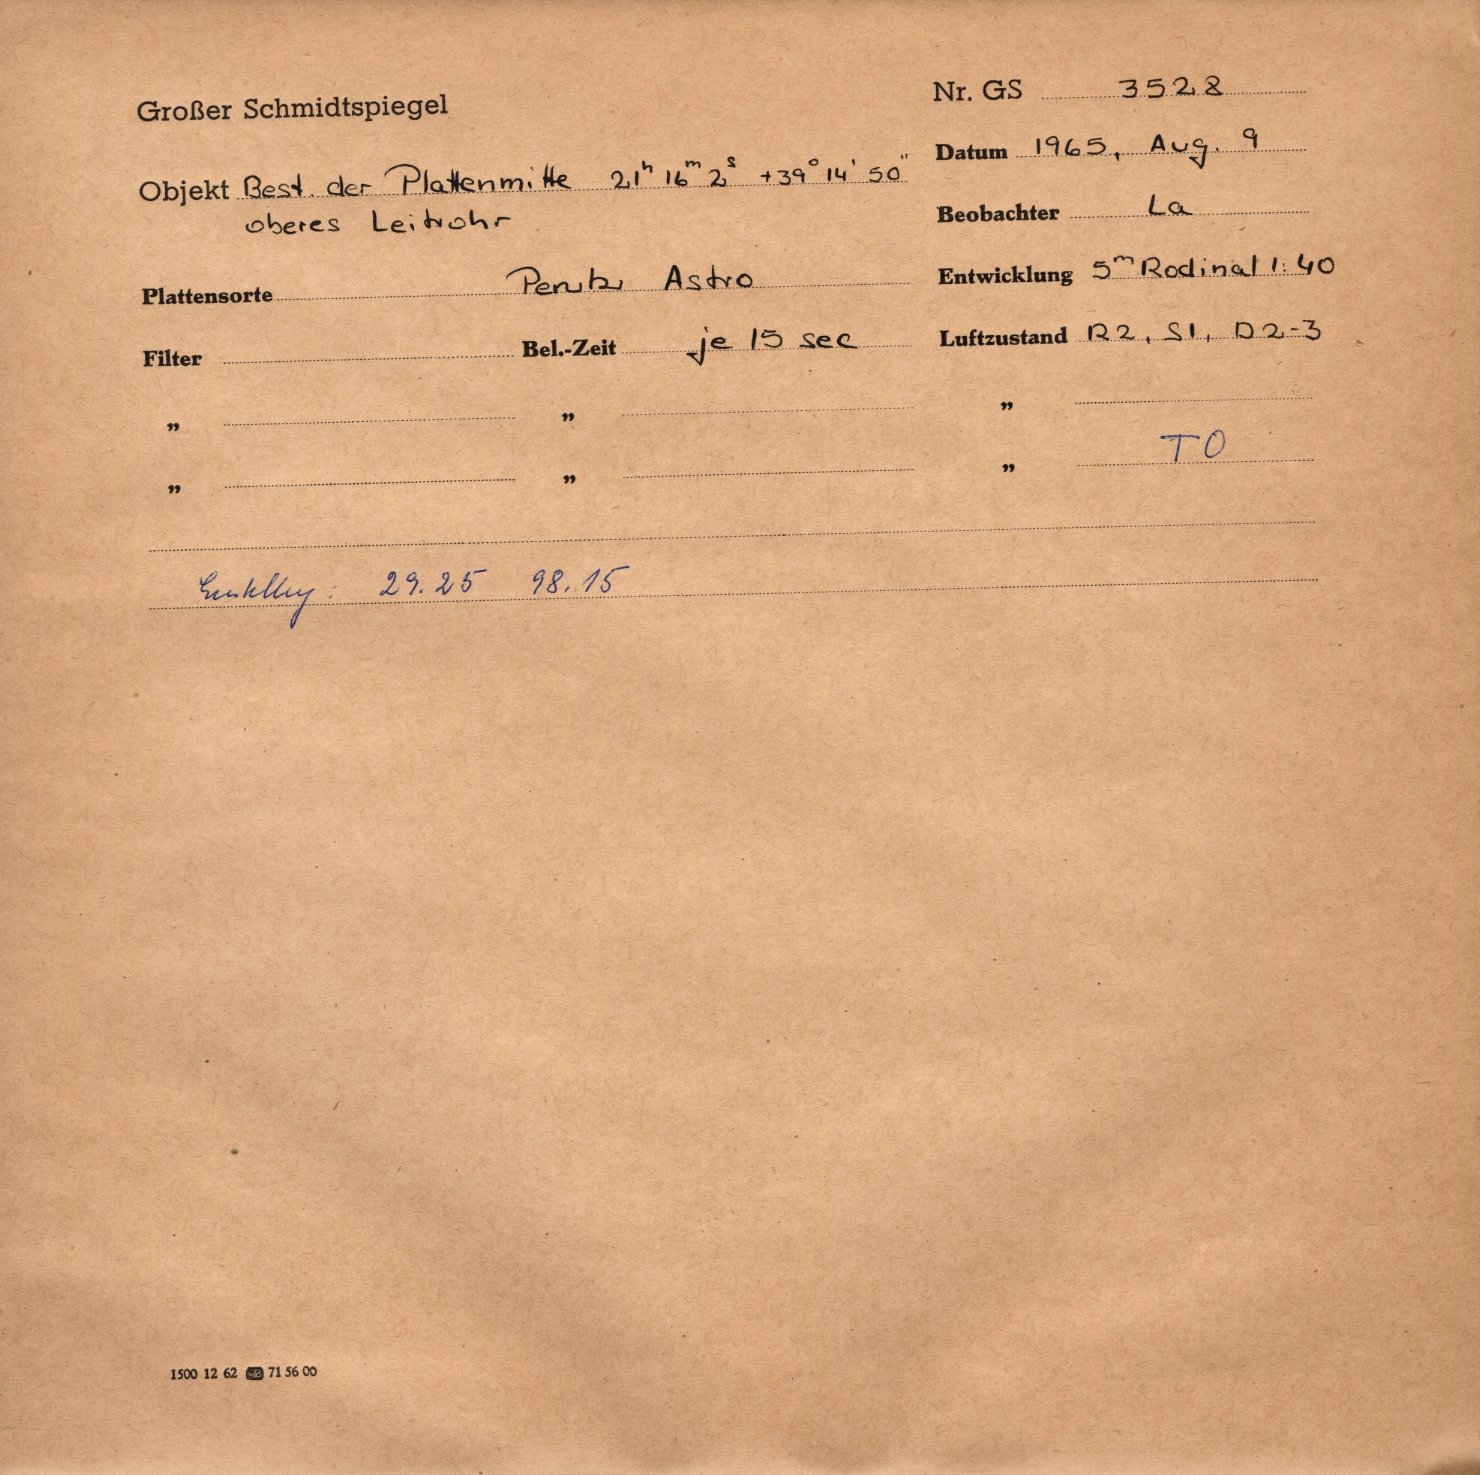 Großer Schmidtspiegel
Nr. GS 3528
Datum 1965, Aug. 9
Objekt Best. der Plattenmitte 21h 16m 2s +39° 14' 50"
oberes Leitrohr
Beobachter La
Plattensorte Perutz Astro
Entwicklung 5m Rodinal 1:40
Filter Bel.-Zeit je 15 sec Luftzustand R2, S1, D2-3
" " "
" " " T0
Einstellung: 29.25 98.15
1500 12 62 71 56 00